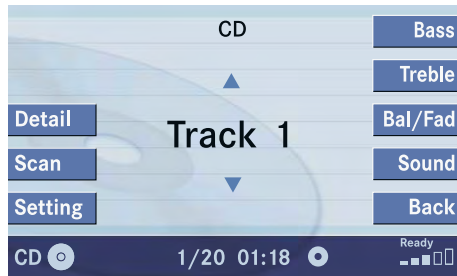 CD
Bass
Treble
Detail
Bal/Fad
Track 1
Scan
Sound
Setting
Back
CD 1/20 01:18 Ready